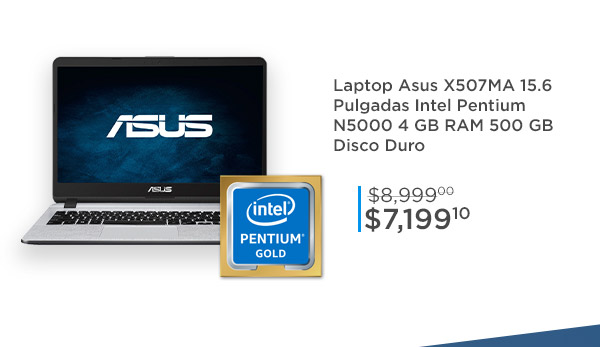 ASUS
ASUS
intel
PENTIUM®
GOLD
Laptop Asus X507MA 15.6
Pulgadas Intel Pentium
N5000 4 GB RAM 500 GB
Disco Duro
$8,999⁰⁰
$7,199¹⁰